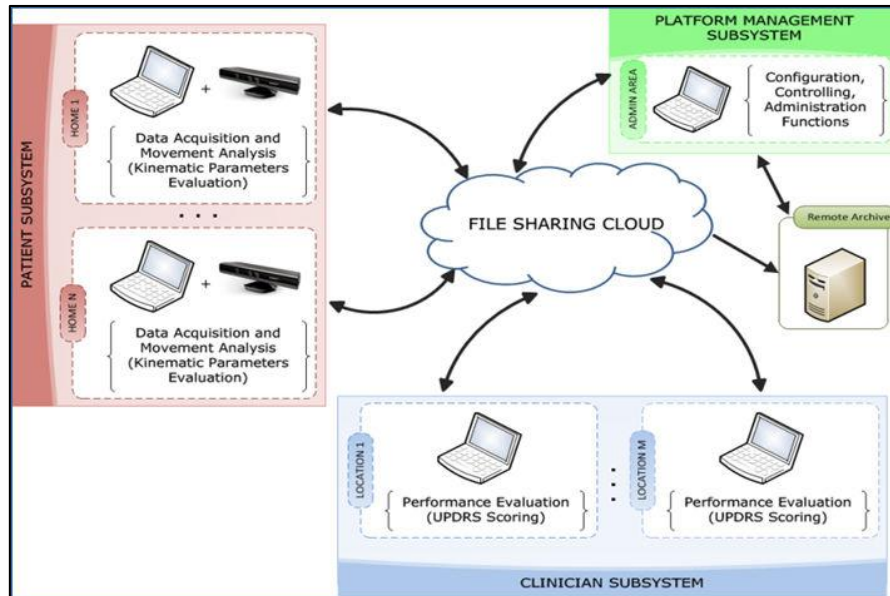 PLATFORM MANAGEMENT
SUBSYSTEM
ADMIN AREA
Configuration,
Controlling,
Administration
Functions
PATIENT SUBSYSTEM
HOME 1
+
Data Acquisition and
Movement Analysis
(Kinematic Parameters
Evaluation)
...
HOME N
+
Data Acquisition and
Movement Analysis
(Kinematic Parameters
Evaluation)
FILE SHARING CLOUD
Remote Archive
LOCATION 1
Performance Evaluation
(UPDRS Scoring)
...
LOCATION M
Performance Evaluation
(UPDRS Scoring)
CLINICIAN SUBSYSTEM